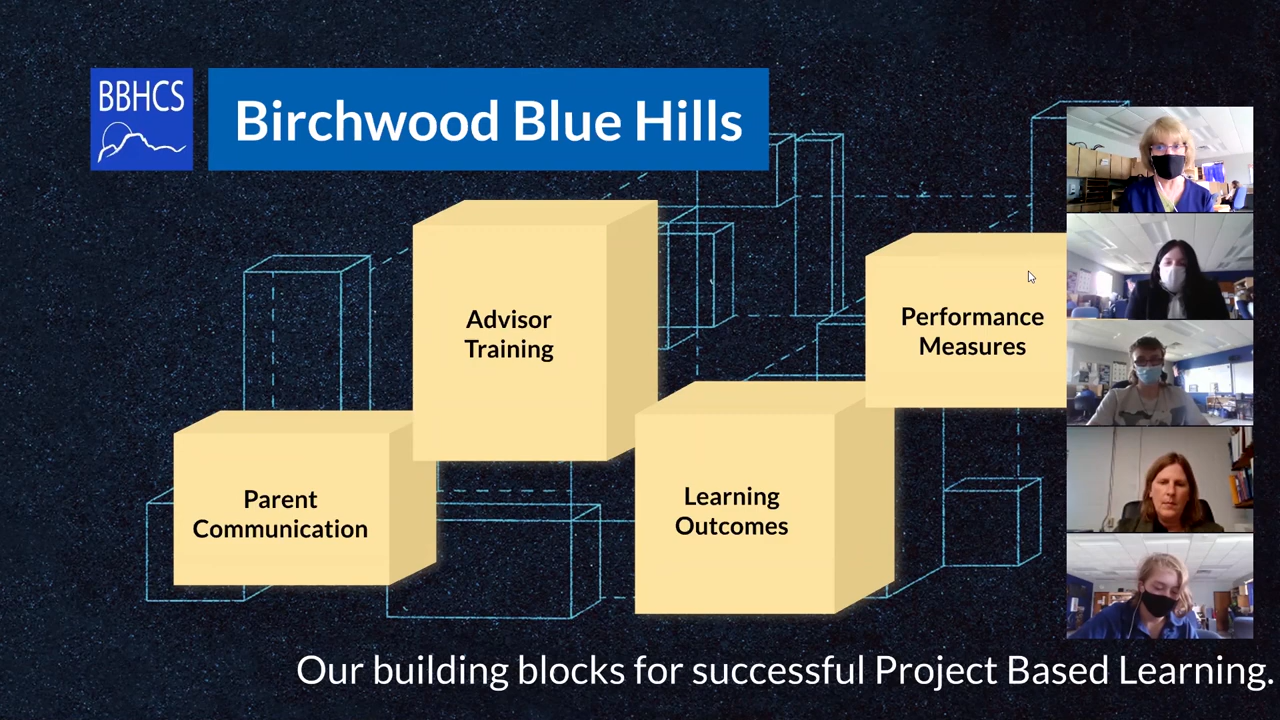 BBHCS
Birchwood Blue Hills
Advisor
Training
Performance
Measures
Parent
Communication
Learning
Outcomes
Our building blocks for successful Project Based Learning.